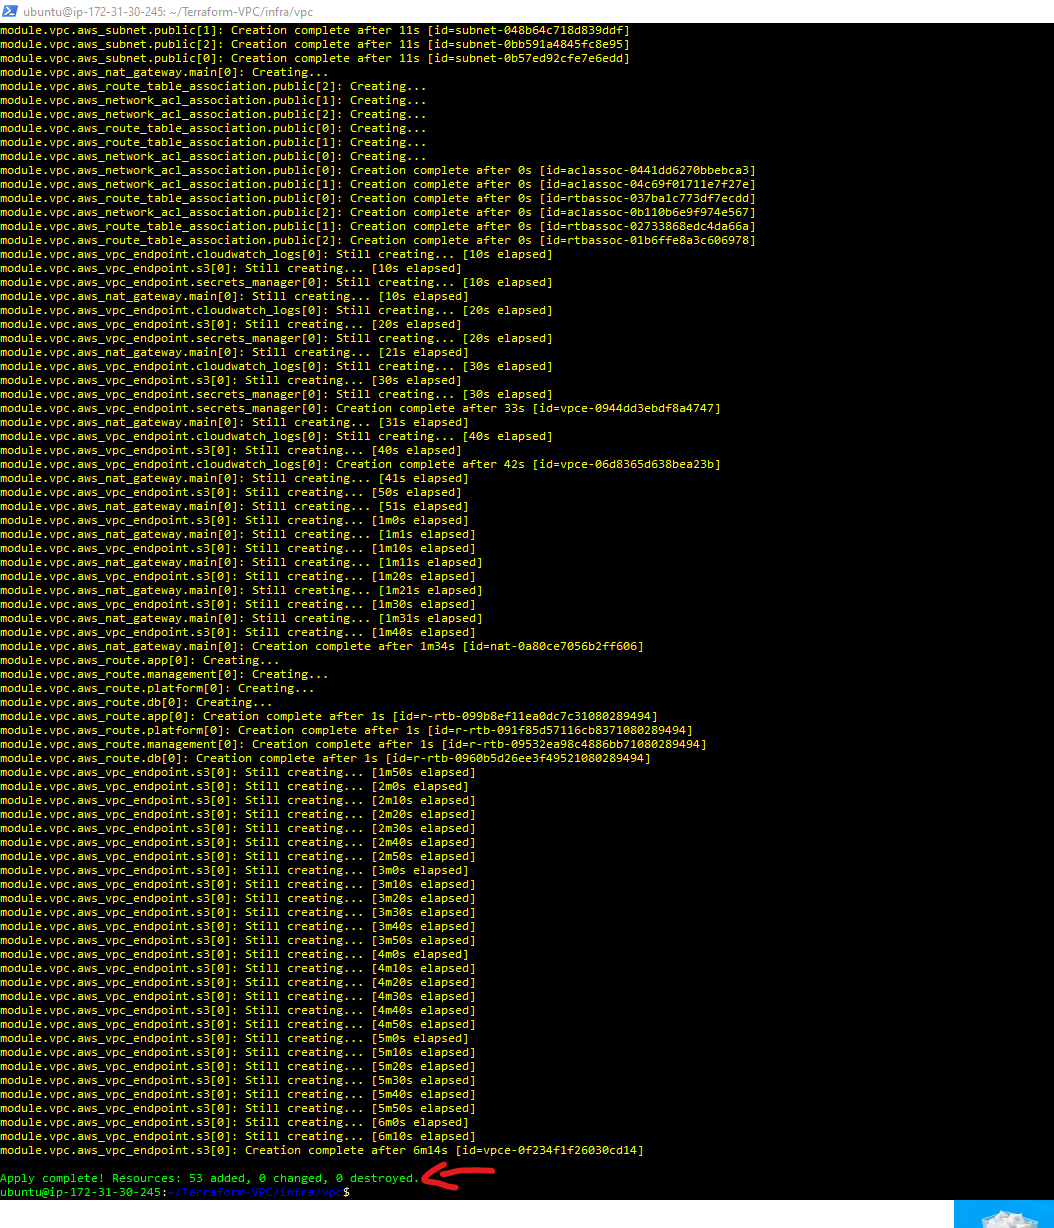 ubuntu@ip-172-31-30-245: ~/Terraform-VPC/infra/vpc
module.vpc.aws_subnet.public[1]: Creation complete after 11s [id=subnet-048b64c718d839ddf]
module.vpc.aws_subnet.public[2]: Creation complete after 11s [id=subnet-0bb591a4845fc8e95]
module.vpc.aws_subnet.public[0]: Creation complete after 11s [id=subnet-0b57ed92cfe7e6edd]
module.vpc.aws_nat_gateway.main[0]: Creating...
module.vpc.aws_route_table_association.public[2]: Creating...
module.vpc.aws_network_acl_association.public[1]: Creating...
module.vpc.aws_network_acl_association.public[2]: Creating...
module.vpc.aws_route_table_association.public[0]: Creating...
module.vpc.aws_route_table_association.public[1]: Creating...
module.vpc.aws_network_acl_association.public[0]: Creating...
module.vpc.aws_network_acl_association.public[0]: Creation complete after 0s [id=aclassoc-0441dd6270bbebca3]
module.vpc.aws_network_acl_association.public[1]: Creation complete after 0s [id=aclassoc-04c69f01711e7f27e]
module.vpc.aws_route_table_association.public[0]: Creation complete after 0s [id=rtbassoc-037ba1c773df7ecdd]
module.vpc.aws_network_acl_association.public[2]: Creation complete after 0s [id=aclassoc-0b110b6e9f974e567]
module.vpc.aws_route_table_association.public[1]: Creation complete after 0s [id=rtbassoc-02733868edc4da66a]
module.vpc.aws_route_table_association.public[2]: Creation complete after 0s [id=rtbassoc-01b6ffe8a3c606978]
module.vpc.aws_vpc_endpoint.cloudwatch_logs[0]: Still creating... [10s elapsed]
module.vpc.aws_vpc_endpoint.s3[0]: Still creating... [10s elapsed]
module.vpc.aws_vpc_endpoint.secrets_manager[0]: Still creating... [10s elapsed]
module.vpc.aws_nat_gateway.main[0]: Still creating... [10s elapsed]
module.vpc.aws_vpc_endpoint.cloudwatch_logs[0]: Still creating... [20s elapsed]
module.vpc.aws_vpc_endpoint.s3[0]: Still creating... [20s elapsed]
module.vpc.aws_vpc_endpoint.secrets_manager[0]: Still creating... [20s elapsed]
module.vpc.aws_nat_gateway.main[0]: Still creating... [21s elapsed]
module.vpc.aws_vpc_endpoint.cloudwatch_logs[0]: Still creating... [30s elapsed]
module.vpc.aws_vpc_endpoint.s3[0]: Still creating... [30s elapsed]
module.vpc.aws_vpc_endpoint.secrets_manager[0]: Still creating... [30s elapsed]
module.vpc.aws_vpc_endpoint.secrets_manager[0]: Creation complete after 33s [id=vpce-0944dd3ebdf8a4747]
module.vpc.aws_nat_gateway.main[0]: Still creating... [31s elapsed]
module.vpc.aws_vpc_endpoint.cloudwatch_logs[0]: Still creating... [40s elapsed]
module.vpc.aws_vpc_endpoint.s3[0]: Still creating... [40s elapsed]
module.vpc.aws_vpc_endpoint.cloudwatch_logs[0]: Creation complete after 42s [id=vpce-06d8365d638bea23b]
module.vpc.aws_nat_gateway.main[0]: Still creating... [41s elapsed]
module.vpc.aws_vpc_endpoint.s3[0]: Still creating... [50s elapsed]
module.vpc.aws_nat_gateway.main[0]: Still creating... [51s elapsed]
module.vpc.aws_vpc_endpoint.s3[0]: Still creating... [1m0s elapsed]
module.vpc.aws_nat_gateway.main[0]: Still creating... [1m1s elapsed]
module.vpc.aws_vpc_endpoint.s3[0]: Still creating... [1m10s elapsed]
module.vpc.aws_nat_gateway.main[0]: Still creating... [1m11s elapsed]
module.vpc.aws_vpc_endpoint.s3[0]: Still creating... [1m20s elapsed]
module.vpc.aws_nat_gateway.main[0]: Still creating... [1m21s elapsed]
module.vpc.aws_vpc_endpoint.s3[0]: Still creating... [1m30s elapsed]
module.vpc.aws_nat_gateway.main[0]: Still creating... [1m31s elapsed]
module.vpc.aws_vpc_endpoint.s3[0]: Still creating... [1m40s elapsed]
module.vpc.aws_nat_gateway.main[0]: Creation complete after 1m34s [id=nat-0a80ce7056b2ff606]
module.vpc.aws_route.app[0]: Creating...
module.vpc.aws_route.management[0]: Creating...
module.vpc.aws_route.platform[0]: Creating...
module.vpc.aws_route.db[0]: Creating...
module.vpc.aws_route.app[0]: Creation complete after 1s [id=r-rtb-099b8ef11ea0dc7c31080289494]
module.vpc.aws_route.platform[0]: Creation complete after 1s [id=r-rtb-091f85d57116cb8371080289494]
module.vpc.aws_route.management[0]: Creation complete after 1s [id=r-rtb-09532ea98c4886bb71080289494]
module.vpc.aws_route.db[0]: Creation complete after 1s [id=r-rtb-0960b5d26ee3f49521080289494]
module.vpc.aws_vpc_endpoint.s3[0]: Still creating... [1m50s elapsed]
module.vpc.aws_vpc_endpoint.s3[0]: Still creating... [2m0s elapsed]
module.vpc.aws_vpc_endpoint.s3[0]: Still creating... [2m10s elapsed]
module.vpc.aws_vpc_endpoint.s3[0]: Still creating... [2m20s elapsed]
module.vpc.aws_vpc_endpoint.s3[0]: Still creating... [2m30s elapsed]
module.vpc.aws_vpc_endpoint.s3[0]: Still creating... [2m40s elapsed]
module.vpc.aws_vpc_endpoint.s3[0]: Still creating... [2m50s elapsed]
module.vpc.aws_vpc_endpoint.s3[0]: Still creating... [3m0s elapsed]
module.vpc.aws_vpc_endpoint.s3[0]: Still creating... [3m10s elapsed]
module.vpc.aws_vpc_endpoint.s3[0]: Still creating... [3m20s elapsed]
module.vpc.aws_vpc_endpoint.s3[0]: Still creating... [3m30s elapsed]
module.vpc.aws_vpc_endpoint.s3[0]: Still creating... [3m40s elapsed]
module.vpc.aws_vpc_endpoint.s3[0]: Still creating... [3m50s elapsed]
module.vpc.aws_vpc_endpoint.s3[0]: Still creating... [4m0s elapsed]
module.vpc.aws_vpc_endpoint.s3[0]: Still creating... [4m10s elapsed]
module.vpc.aws_vpc_endpoint.s3[0]: Still creating... [4m20s elapsed]
module.vpc.aws_vpc_endpoint.s3[0]: Still creating... [4m30s elapsed]
module.vpc.aws_vpc_endpoint.s3[0]: Still creating... [4m40s elapsed]
module.vpc.aws_vpc_endpoint.s3[0]: Still creating... [4m50s elapsed]
module.vpc.aws_vpc_endpoint.s3[0]: Still creating... [5m0s elapsed]
module.vpc.aws_vpc_endpoint.s3[0]: Still creating... [5m10s elapsed]
module.vpc.aws_vpc_endpoint.s3[0]: Still creating... [5m20s elapsed]
module.vpc.aws_vpc_endpoint.s3[0]: Still creating... [5m30s elapsed]
module.vpc.aws_vpc_endpoint.s3[0]: Still creating... [5m40s elapsed]
module.vpc.aws_vpc_endpoint.s3[0]: Still creating... [5m50s elapsed]
module.vpc.aws_vpc_endpoint.s3[0]: Still creating... [6m0s elapsed]
module.vpc.aws_vpc_endpoint.s3[0]: Still creating... [6m10s elapsed]
module.vpc.aws_vpc_endpoint.s3[0]: Creation complete after 6m14s [id=vpce-0f234f1f26030cd14]
Apply complete! Resources: 53 added, 0 changed, 0 destroyed.
ubuntu@ip-172-31-30-245:~/Terraform-VPC/infra/vpc$